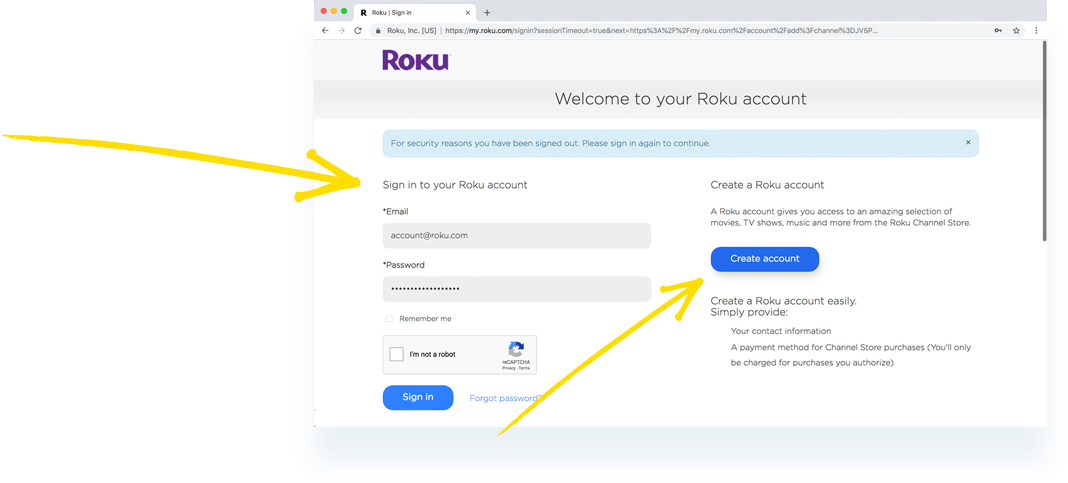 Roku | Sign in
Roku, Inc. [US] | https://my.roku.com/signin?sessionTimeout=true&next=https%3A%2F%2Fmy.roku.com%2Faccount%2Fadd%3Fchannel%3DJV5P...
Roku
Welcome to your Roku account
For security reasons you have been signed out. Please sign in again to continue.
Sign in to your Roku account
*Email
account@roku.com
*Password
Remember me
I'm not a robot
reCAPTCHA
Privacy - Terms
Sign in
Forgot password?
Create a Roku account
A Roku account gives you access to an amazing selection of
movies, TV shows, music and more from the Roku Channel Store.
Create account
Create a Roku account easily.
Simply provide:
Your contact information
A payment method for Channel Store purchases (You'll only
be charged for purchases you authorize)